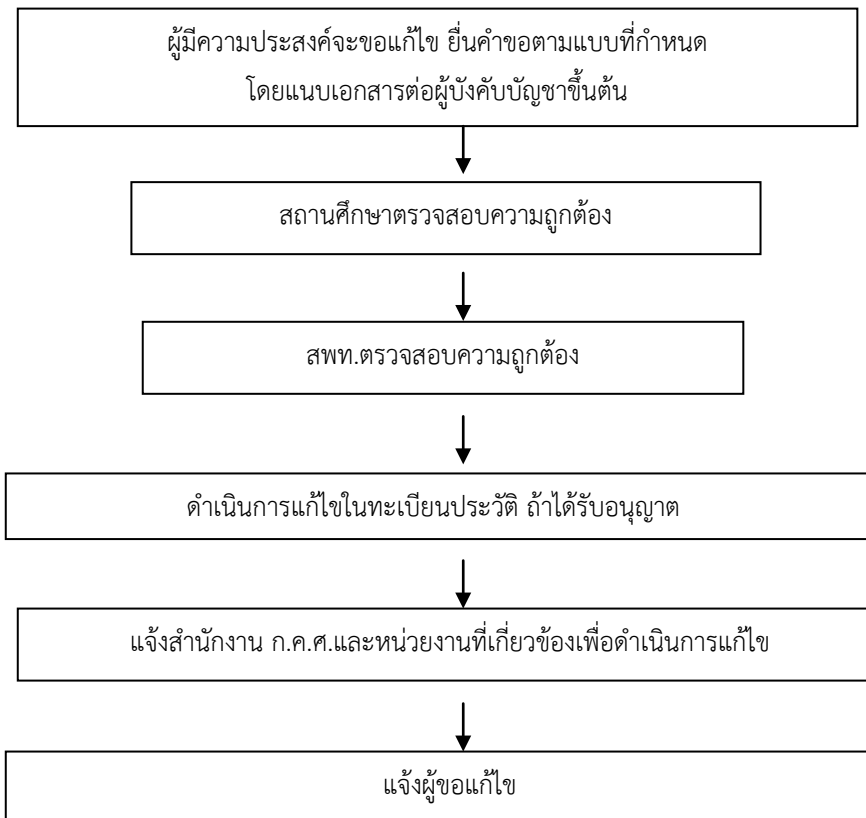 ผู้มีความประสงค์จะขอแก้ไข ยื่นคำขอตามแบบที่กำหนด
โดยแนบเอกสารต่อผู้บังคับบัญชาขึ้นต้น
สถานศึกษาตรวจสอบความถูกต้อง
สพท.ตรวจสอบความถูกต้อง
ดำเนินการแก้ไขในทะเบียนประวัติ ถ้าได้รับอนุญาต
แจ้งสำนักงาน ก.ค.ศ.และหน่วยงานที่เกี่ยวข้องเพื่อดำเนินการแก้ไข
แจ้งผู้ขอแก้ไข